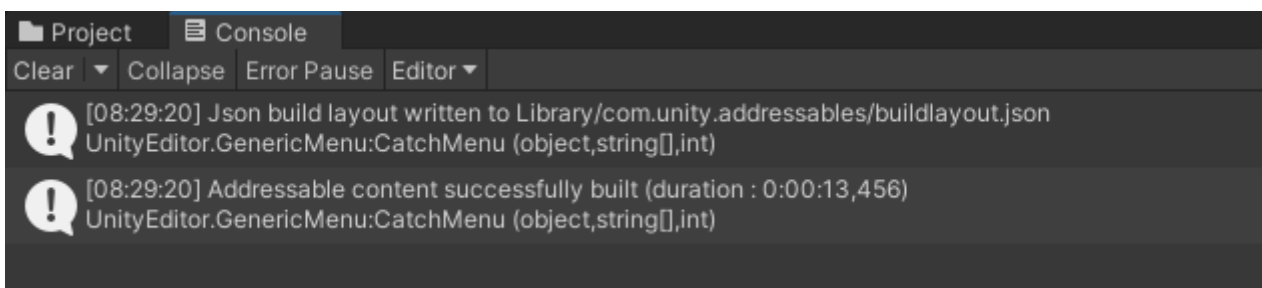 Project Console
Clear Collapse Error Pause Editor
[08:29:20] Json build layout written to Library/com.unity.addressables/buildlayout.json
UnityEditor.GenericMenu:CatchMenu (object,string[],int)
[08:29:20] Addressable content successfully built (duration : 0:00:13,456)
UnityEditor.GenericMenu:CatchMenu (object,string[],int)